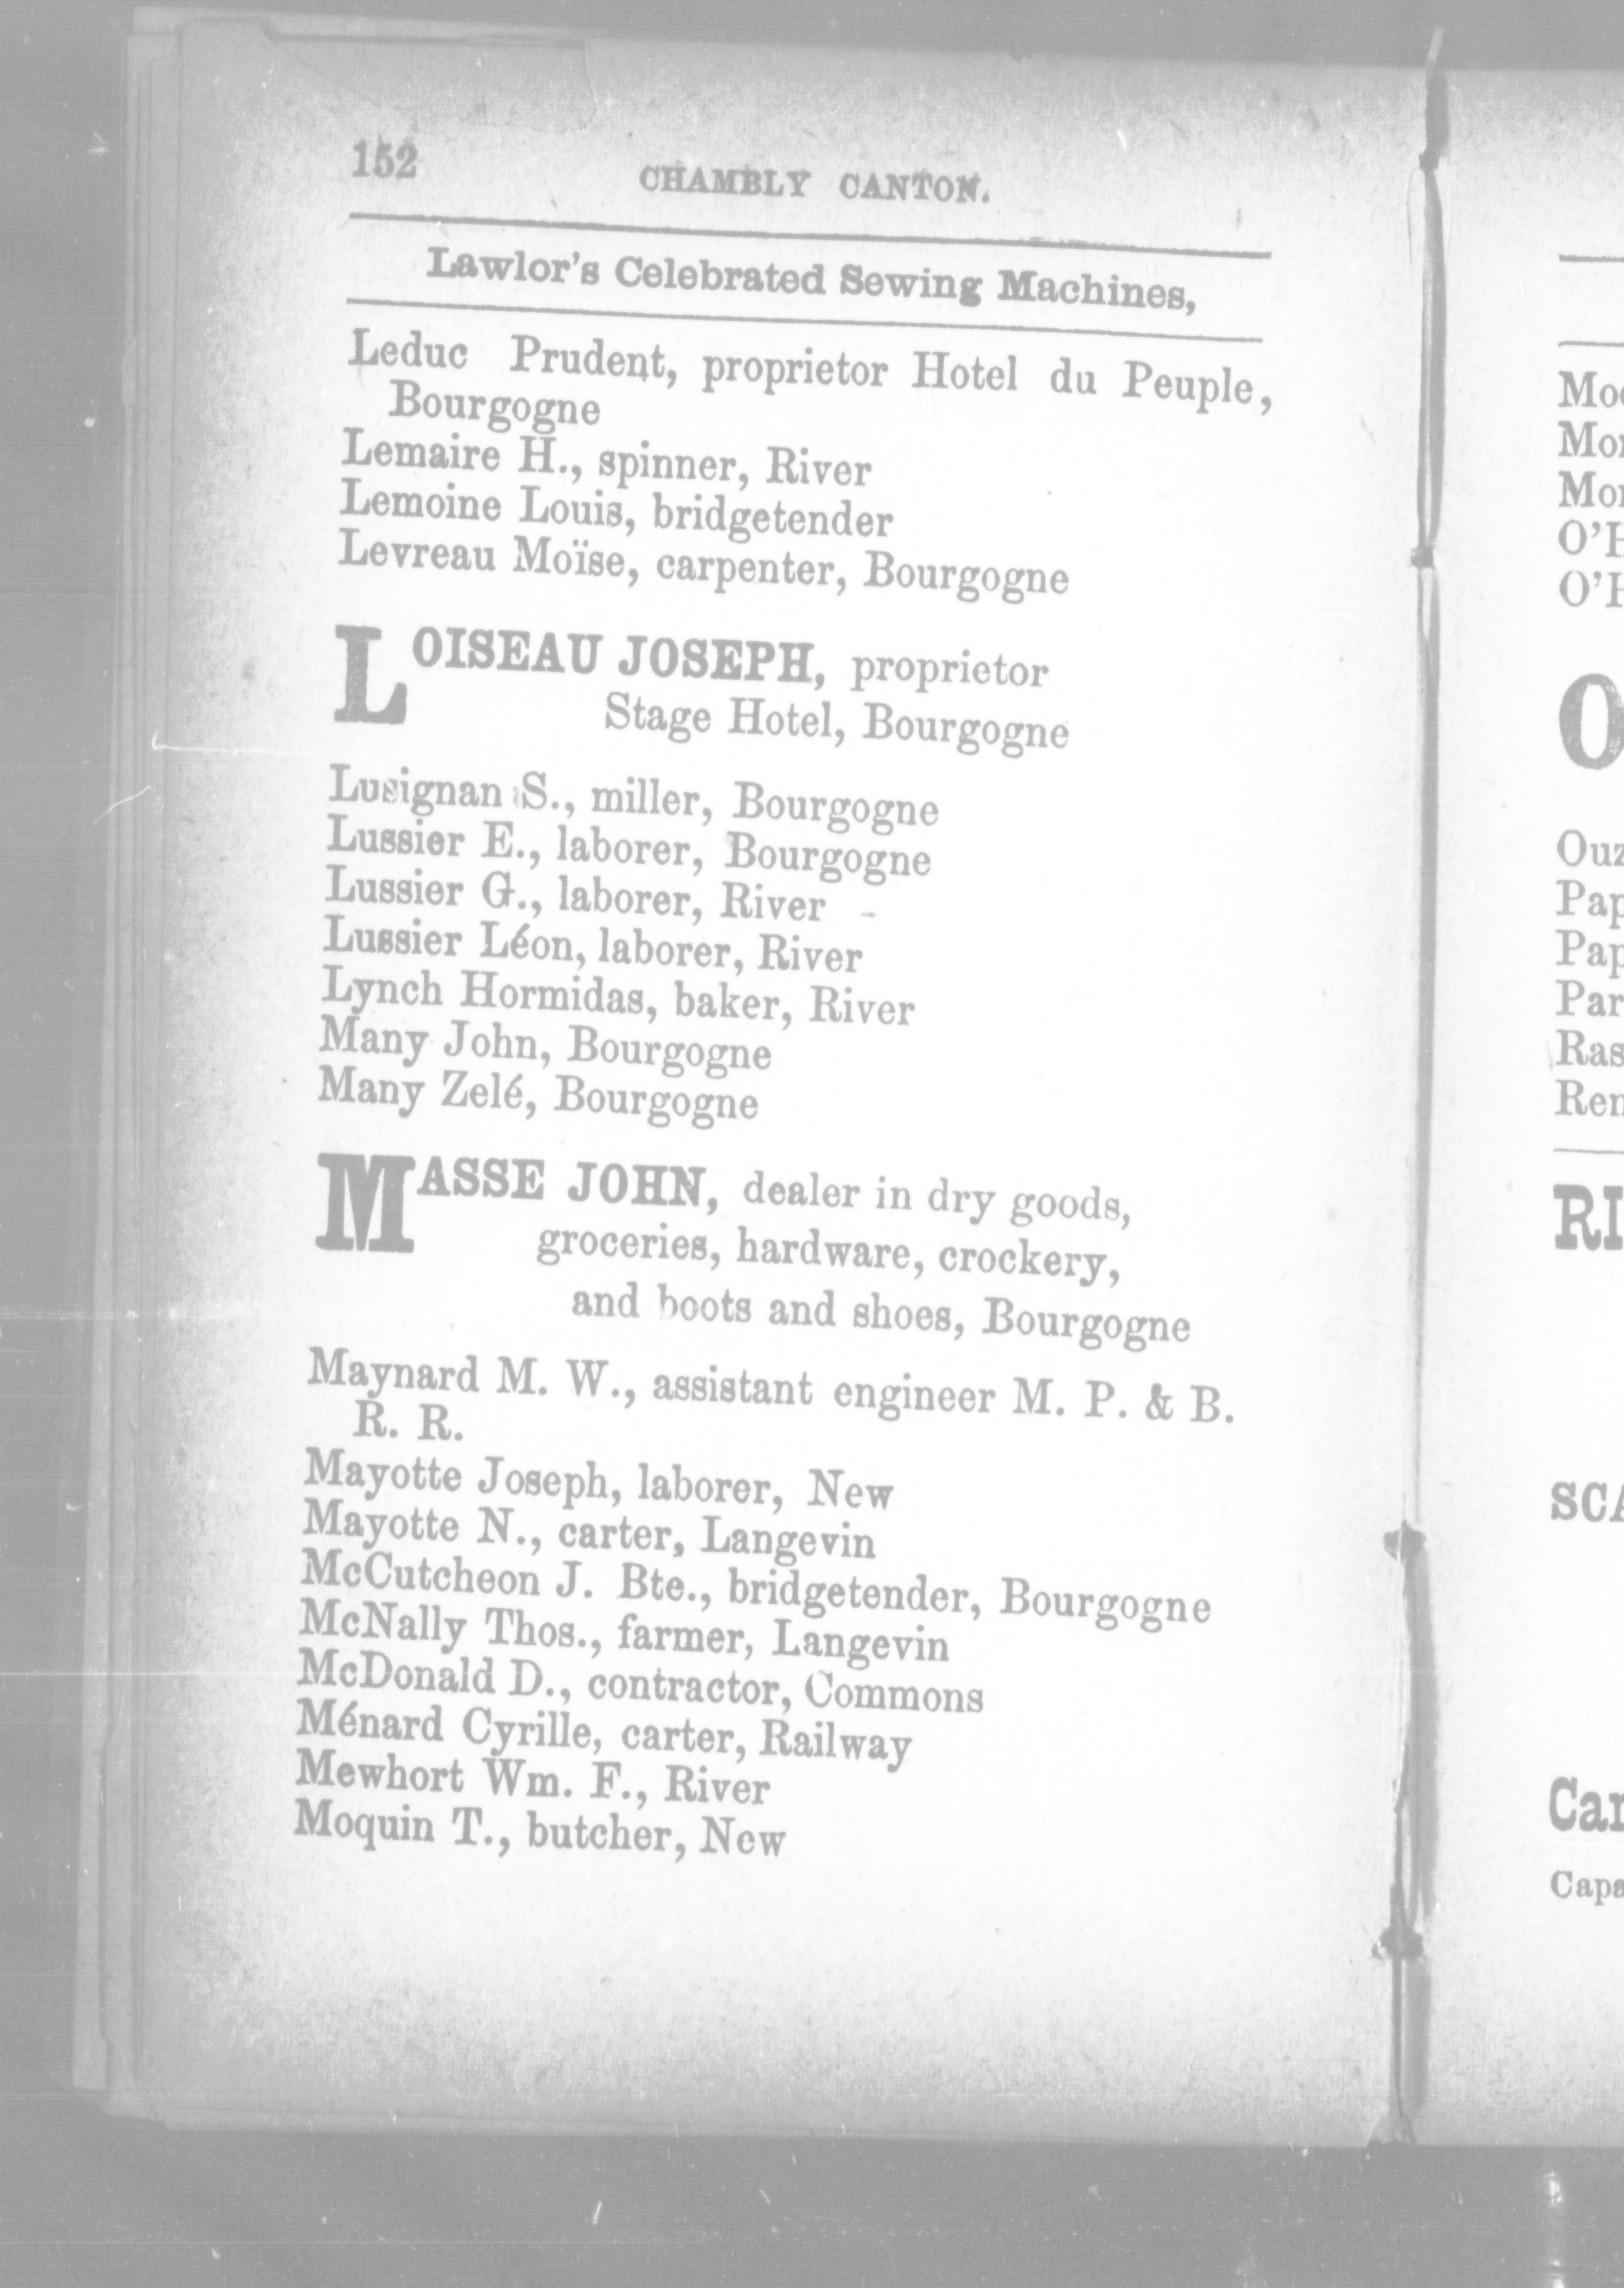 152
CHAMBLY CANTON.
Lawlor's Celebrated Sewing Machines,
Leduc Prudent, proprietor Hotel du Peuple,
Bourgogne
Lemaire H., spinner, River
Lemoine Louis, bridgetender
Levreau Moïse, carpenter, Bourgogne
LOISEAU JOSEPH, proprietor
Stage Hotel, Bourgogne
Lusignan S., miller, Bourgogne
Lussier E., laborer, Bourgogne
Lussier G., laborer, River
Lussier Léon, laborer, River
Lynch Hormidas, baker, River
Many John, Bourgogne
Many Zelé, Bourgogne
MASSE JOHN, dealer in dry goods,
groceries, hardware, crockery,
and boots and shoes, Bourgogne
Maynard M. W., assistant engineer M. P. & B.
R. R.
Mayotte Joseph, laborer, New
Mayotte N., carter, Langevin
McCutcheon J. Bte., bridgetender, Bourgogne
McNally Thos., farmer, Langevin
McDonald D., contractor, Commons
Ménard Cyrille, carter, Railway
Mewhort Wm. F., River
Moquin T., butcher, New